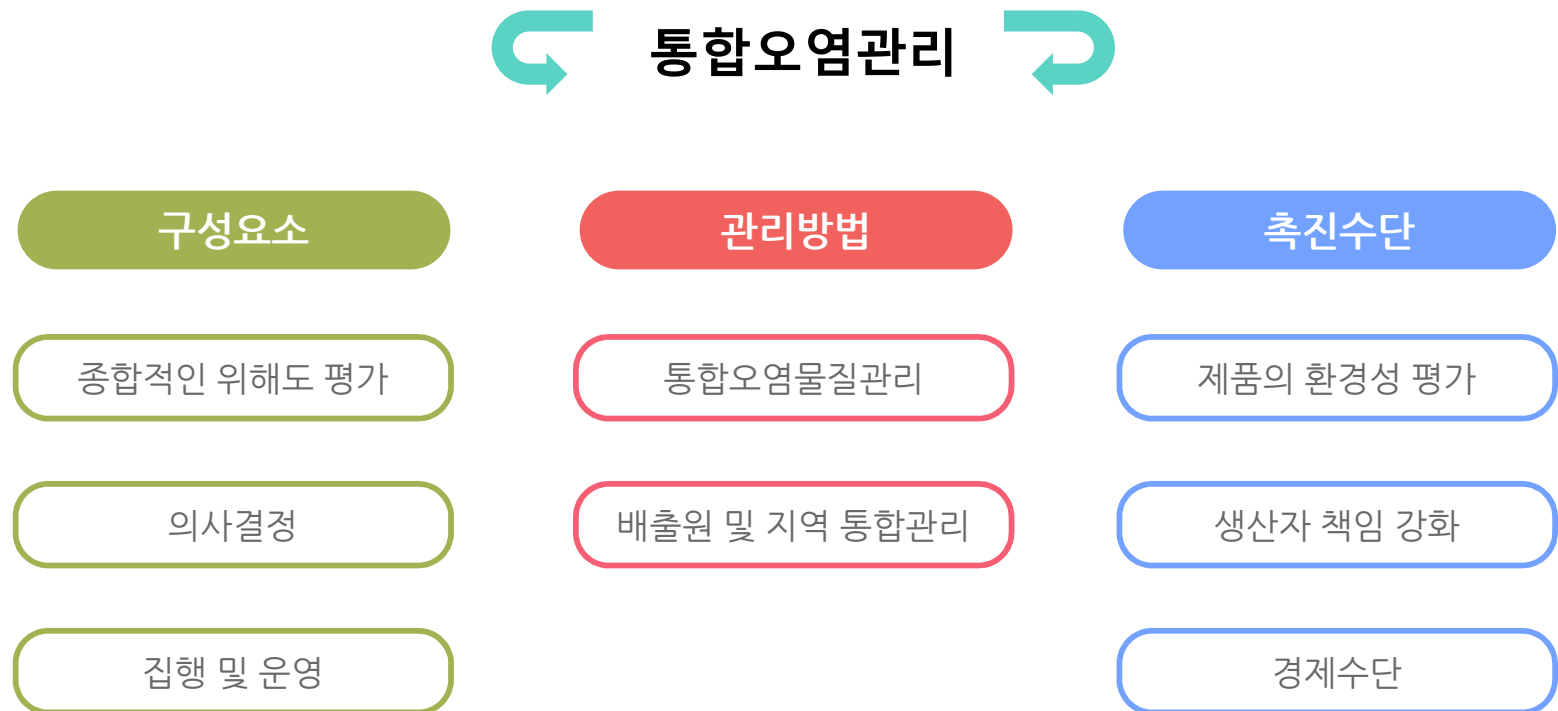 통합오염관리
구성요소
종합적인 위해도 평가
의사결정
집행 및 운영
관리방법
통합오염물질관리
배출원 및 지역 통합관리
촉진수단
제품의 환경성 평가
생산자 책임 강화
경제수단